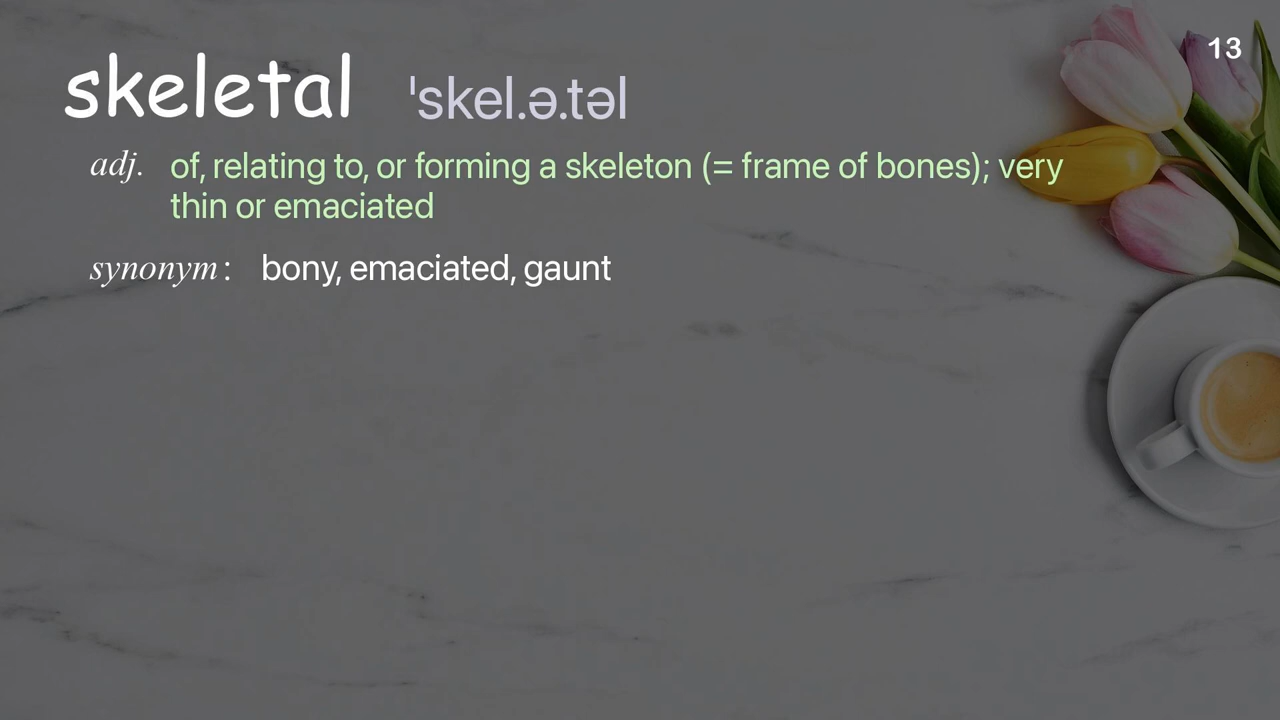 13
skeletal ˈskel.ə.təl
adj. of, relating to, or forming a skeleton (= frame of bones); very
thin or emaciated
synonym: bony, emaciated, gaunt